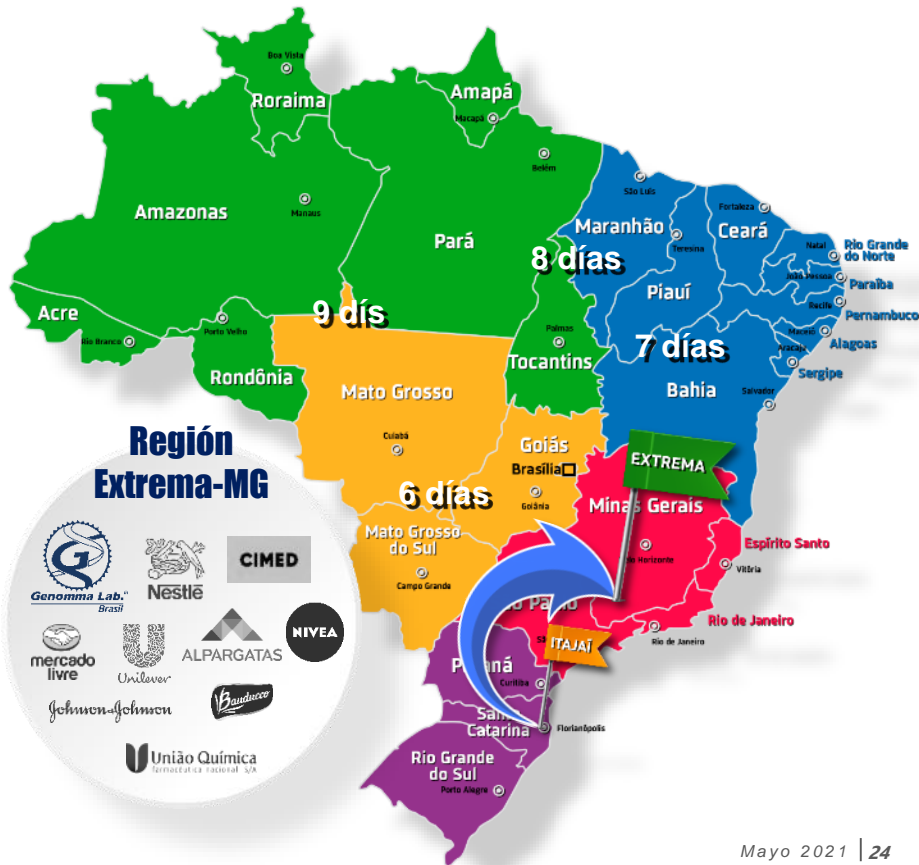 Boa Vista
Roraima
Amapá
Macapá
Belém
Amazonas
Manaus
Pará
São Luís
Fortaleza
Maranhão
Ceará
Teresina
Natal
Rio Grande
do Norte
8 días
João Pessoa
Paraíba
Piauí
Recife
Pernambuco
Acre
9 dís
Porto Velho
Rio Branco
Palmas
Maceió
Alagoas
7 días
Aracaju
Tocantins
Sergipe
Rondônia
Mato Grosso
Bahia
Salvador
Cuiabá
Goiás
Brasília
Goiânia
EXTREMA
6 días
Minas Gerais
Mato Grosso
do Sul
Campo Grande
Horizonte
Espírito Santo
Vitória
Rio de Janeiro
Rio de Janeiro
ITAJAÍ
Curitiba
Santa
Catarina
Florianópolis
Rio Grande
do Sul
Porto Alegre
Región
Extrema-MG
Genomma Lab.
Brasil
Nestlé
CIMED
mercado
livre
Unilever
ALPARGATAS
NIVEA
Johnson & Johnson
Bauducco
União Química
farmacêutica nacional S/A
Mayo 2021 | 24